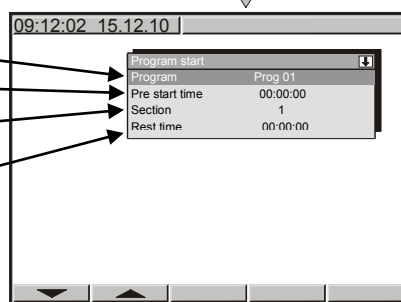 09:12:02 15.12.10
Program start
Program Prog 01
Pre start time 00:00:00
Section 1
Rest time 00:00:00